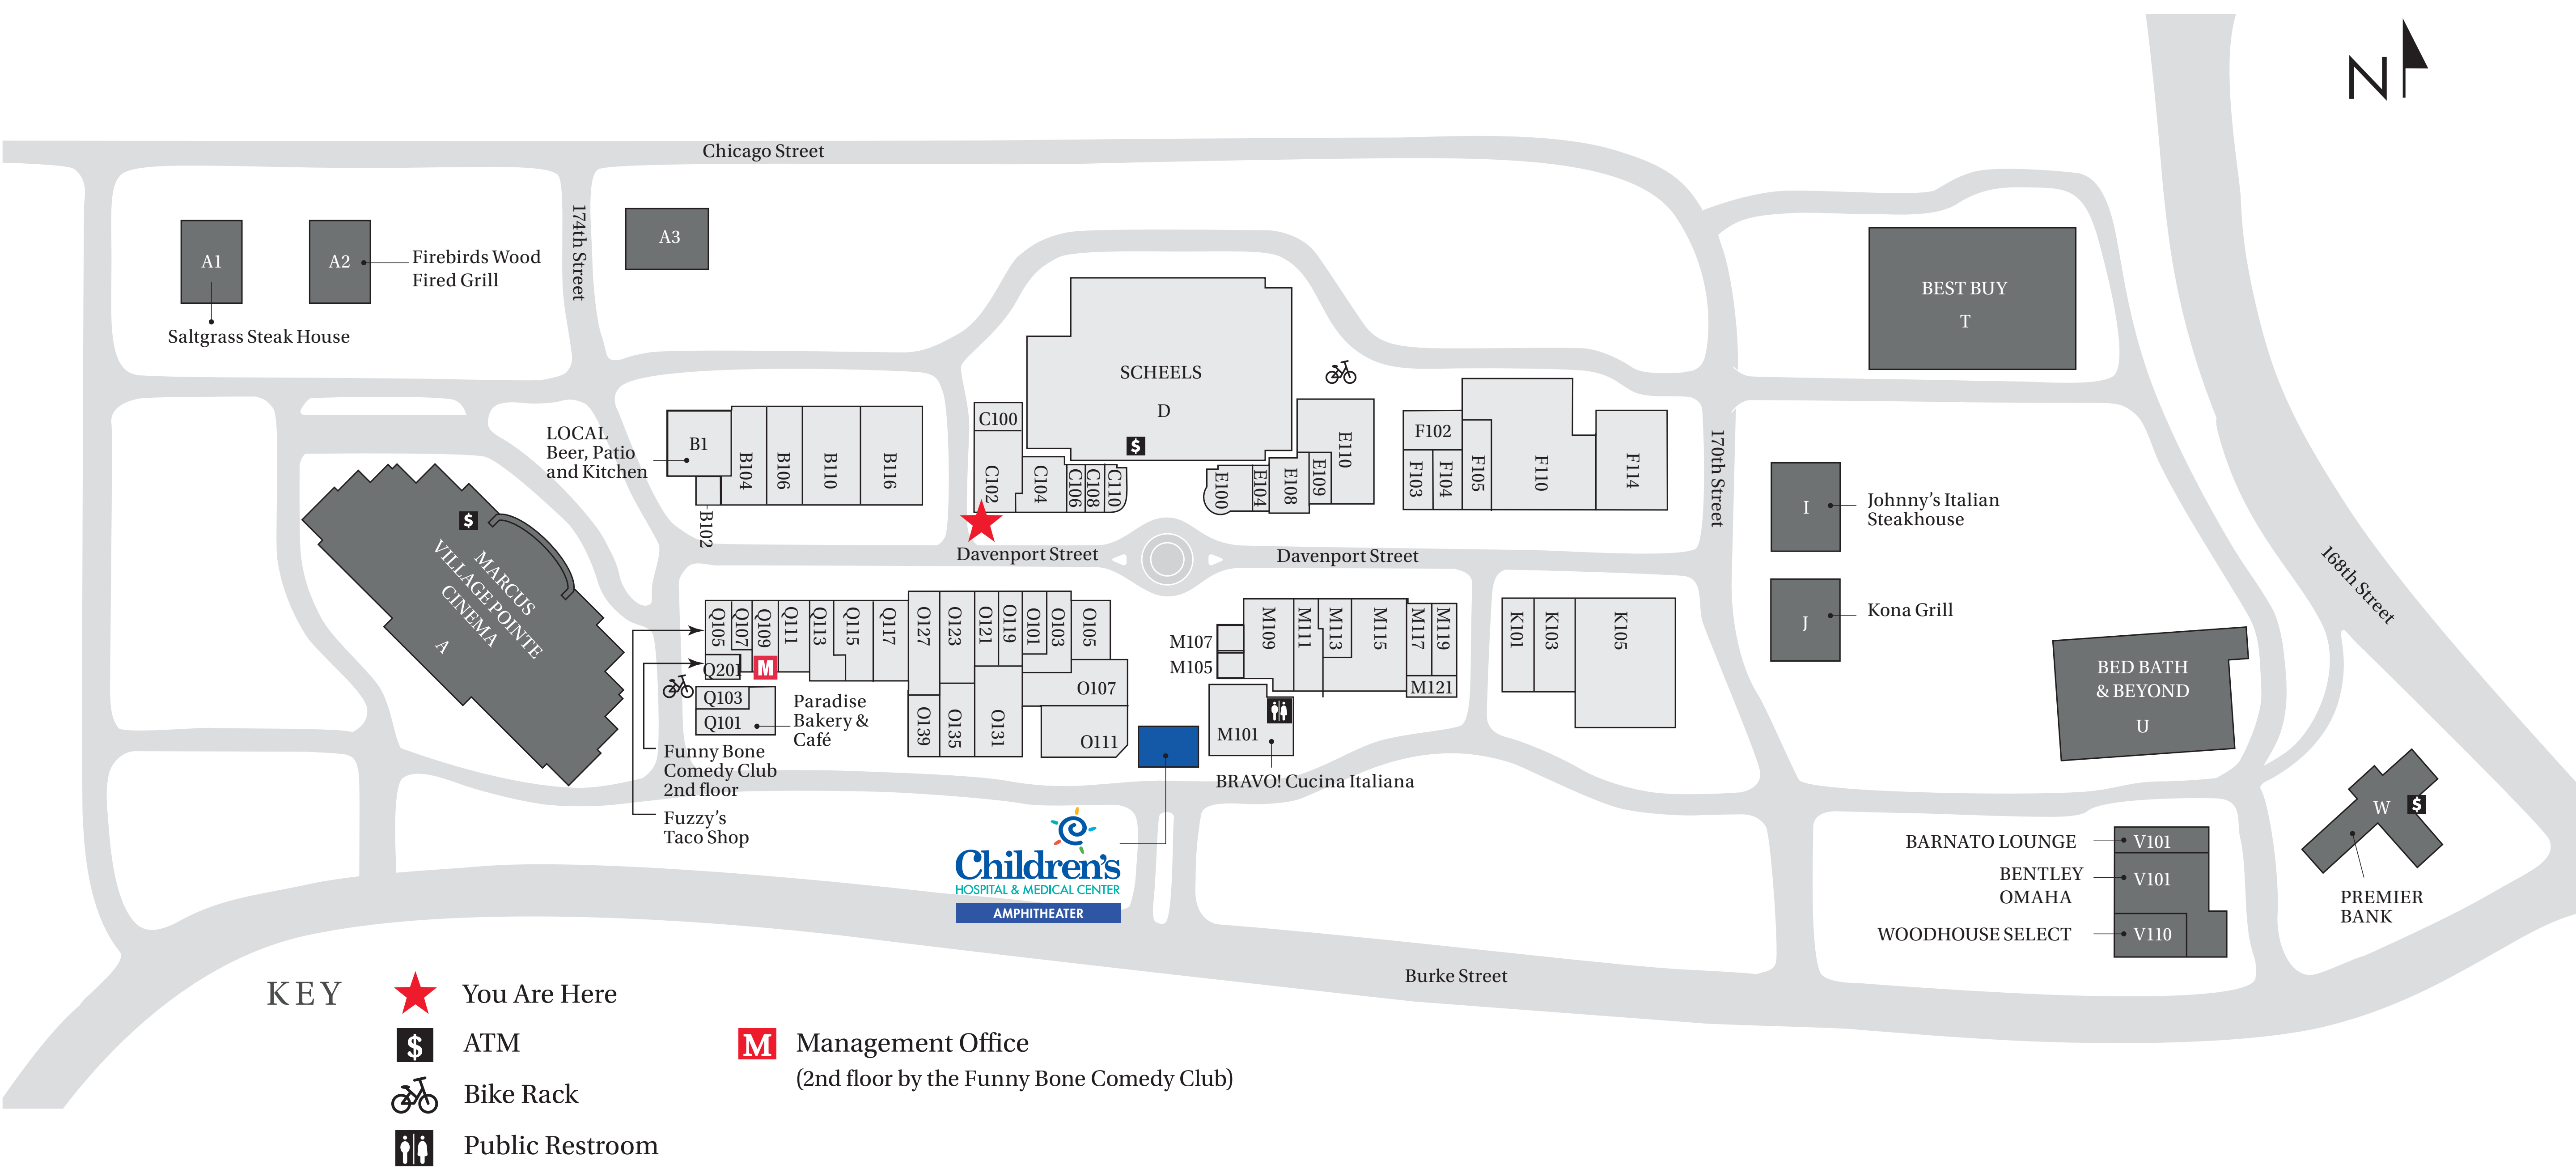 N
Chicago Street
174th Street
A1
A2
Firebirds Wood
Fired Grill
Saltgrass Steak House
A3
BEST BUY
T
SCHEELS
D
$
LOCAL
Beer, Patio
and Kitchen
B1
B102
B104
B106
B110
B116
C100
C102
C104
C106
C108
C110
E100
E104
E108
E109
E110
F102
F103
F104
F105
F110
F114
170th Street
I
Johnny's Italian
Steakhouse
J
Kona Grill
168th Street
$
MARCUS
VILLAGE POINTE
CINEMA
A
Davenport Street
Davenport Street
Q105
Q107
Q109
Q111
Q113
Q115
Q117
Q201
M
Q103
Q101
Paradise
Bakery &
Café
Funny Bone
Comedy Club
2nd floor
Fuzzy's
Taco Shop
O127
O123
O121
O119
O101
O103
O105
O107
O111
O139
O135
O131
M107
M105
M109
M111
M113
M115
M117
M119
M121
M101
BRAVO! Cucina Italiana
K101
K103
K105
BED BATH
& BEYOND
U
W
$
PREMIER
BANK
BARNATO LOUNGE
V101
BENTLEY
OMAHA
V101
WOODHOUSE SELECT
V110
Children's
HOSPITAL & MEDICAL CENTER
AMPHITHEATER
Burke Street
KEY
You Are Here
$
ATM
Bike Rack
Public Restroom
M
Management Office
(2nd floor by the Funny Bone Comedy Club)